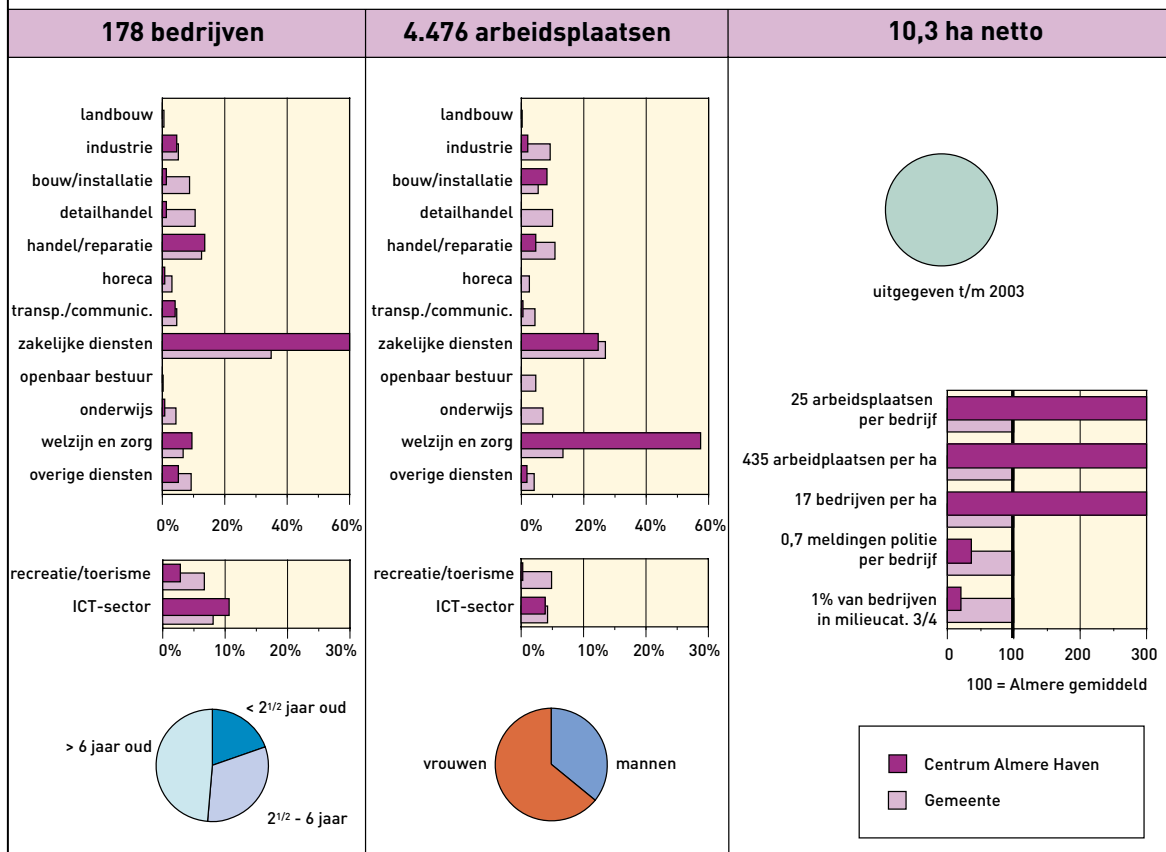 178 bedrijven
4.476 arbeidsplaatsen
10,3 ha netto
landbouw
industrie
bouw/installatie
detailhandel
handel/reparatie
horeca
transp./communic.
zakelijke diensten
openbaar bestuur
onderwijs
welzijn en zorg
overige diensten
0% 20% 40% 60%
recreatie/toerisme
ICT-sector
0% 10% 20% 30%
< 2 1/2 jaar oud
> 6 jaar oud
2 1/2 - 6 jaar
landbouw
industrie
bouw/installatie
detailhandel
handel/reparatie
horeca
transp./communic.
zakelijke diensten
openbaar bestuur
onderwijs
welzijn en zorg
overige diensten
0% 20% 40% 60%
recreatie/toerisme
ICT-sector
0% 10% 20% 30%
vrouwen
mannen
uitgegeven t/m 2003
25 arbeidsplaatsen
per bedrijf
435 arbeidplaatsen per ha
17 bedrijven per ha
0,7 meldingen politie
per bedrijf
1% van bedrijven
in milieucat. 3/4
0 100 200 300
100 = Almere gemiddeld
Centrum Almere Haven
Gemeente